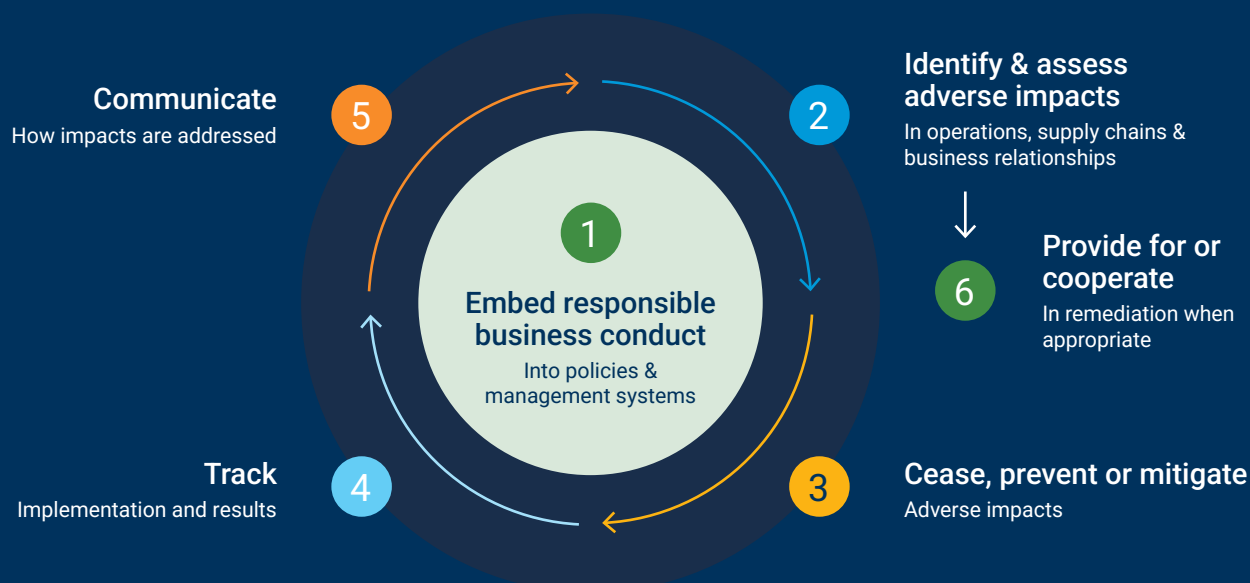 1
Embed responsible
business conduct
Into policies &
management systems
2
Identify & assess
adverse impacts
In operations, supply chains &
business relationships
3
Cease, prevent or mitigate
Adverse impacts
4
Track
Implementation and results
5
Communicate
How impacts are addressed
6
Provide for or
cooperate
In remediation when
appropriate